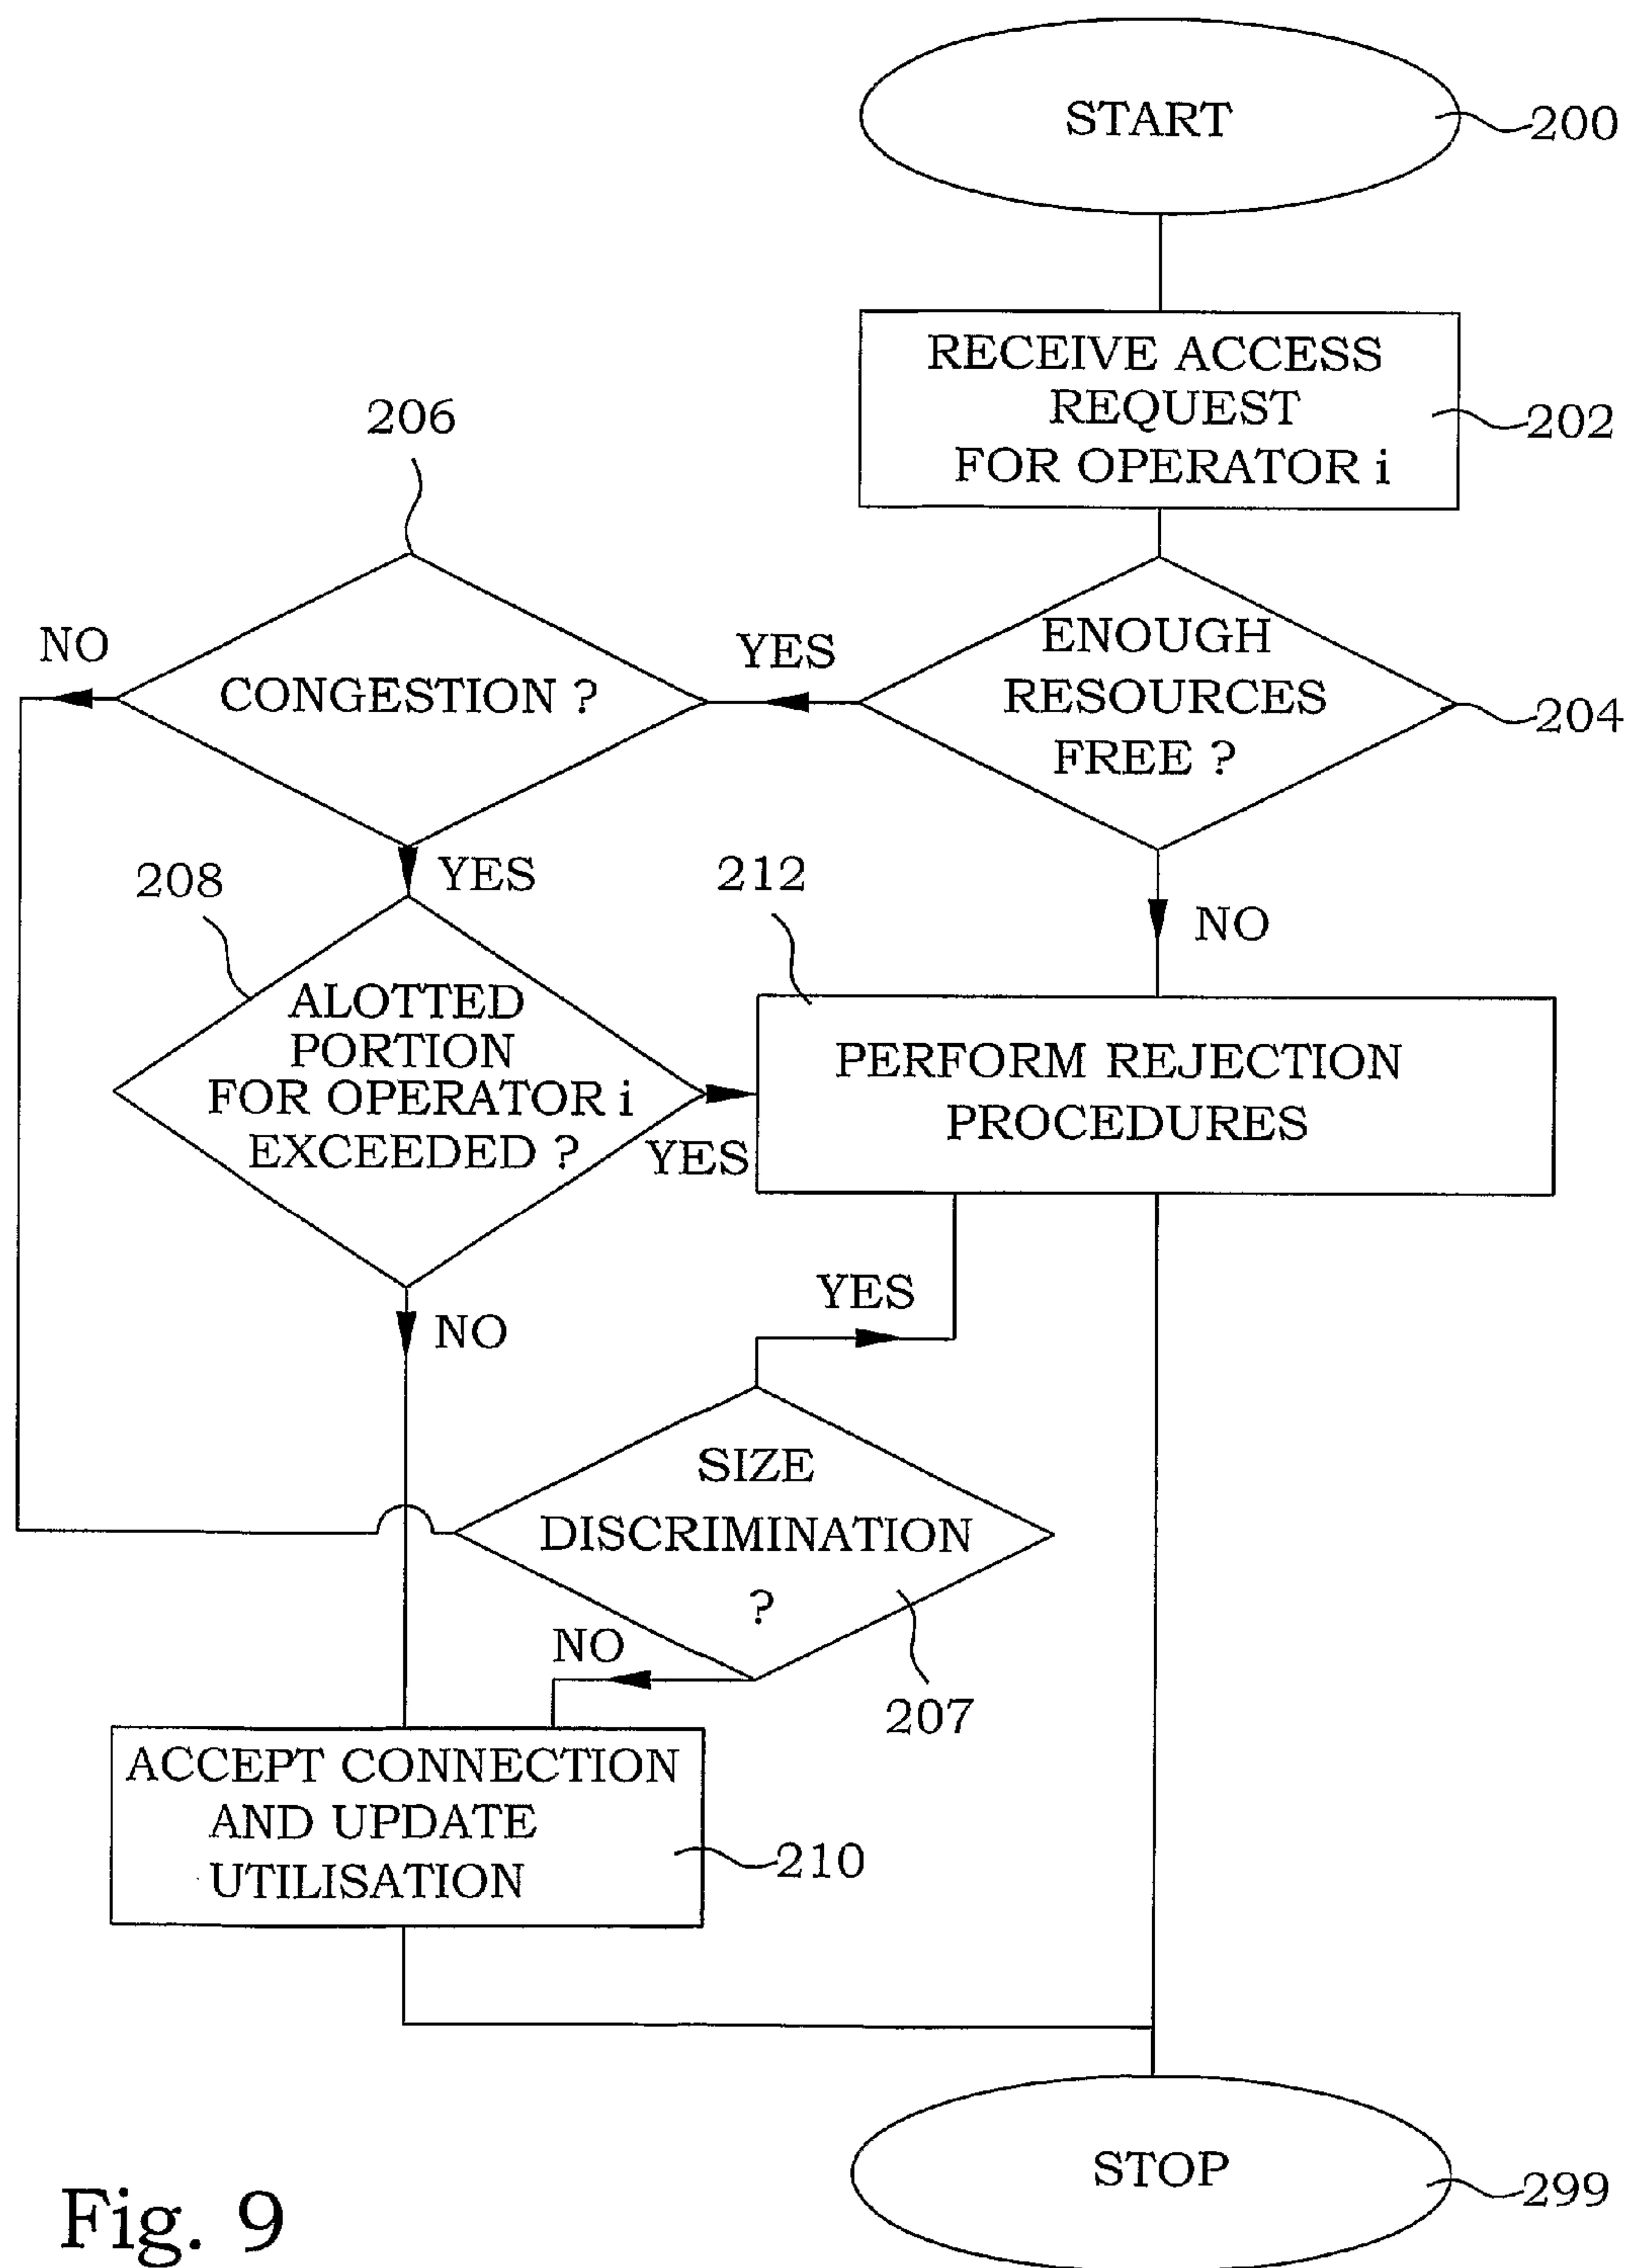 START
200
RECEIVE ACCESS
REQUEST
FOR OPERATOR i
202
206
NO
CONGESTION ?
YES
ENOUGH
RESOURCES
FREE ?
204
208
YES
212
NO
ALOTTED
PORTION
FOR OPERATOR i
EXCEEDED ?
YES
PERFORM REJECTION
PROCEDURES
YES
NO
SIZE
DISCRIMINATION
?
NO
207
ACCEPT CONNECTION
AND UPDATE
UTILISATION
210
STOP
299
Fig. 9